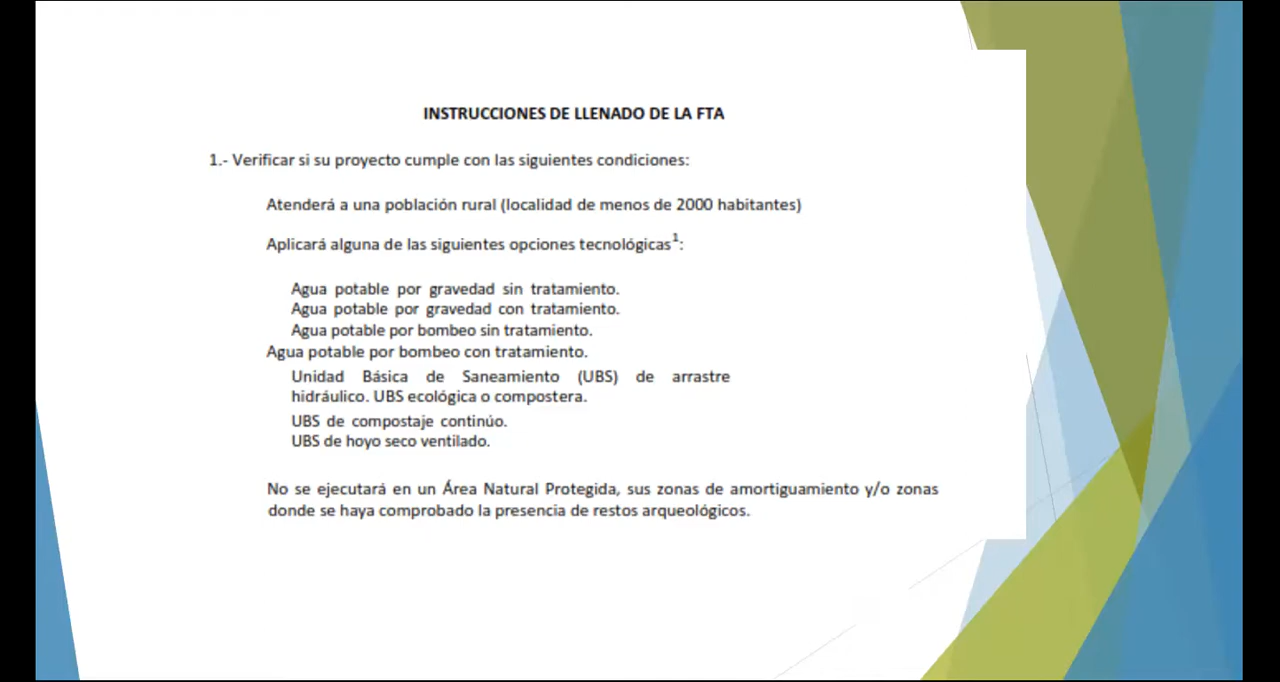 INSTRUCCIONES DE LLENADO DE LA FTA
1.- Verificar si su proyecto cumple con las siguientes condiciones:
Atenderá a una población rural (localidad de menos de 2000 habitantes)
Aplicará alguna de las siguientes opciones tecnológicas1:
Agua potable por gravedad sin tratamiento.
Agua potable por gravedad con tratamiento.
Agua potable por bombeo sin tratamiento.
Agua potable por bombeo con tratamiento.
Unidad Básica de Saneamiento (UBS) de arrastre
hidráulico. UBS ecológica o compostera.
UBS de compostaje continúo.
UBS de hoyo seco ventilado.
No se ejecutará en un Área Natural Protegida, sus zonas de amortiguamiento y/o zonas
donde se haya comprobado la presencia de restos arqueológicos.